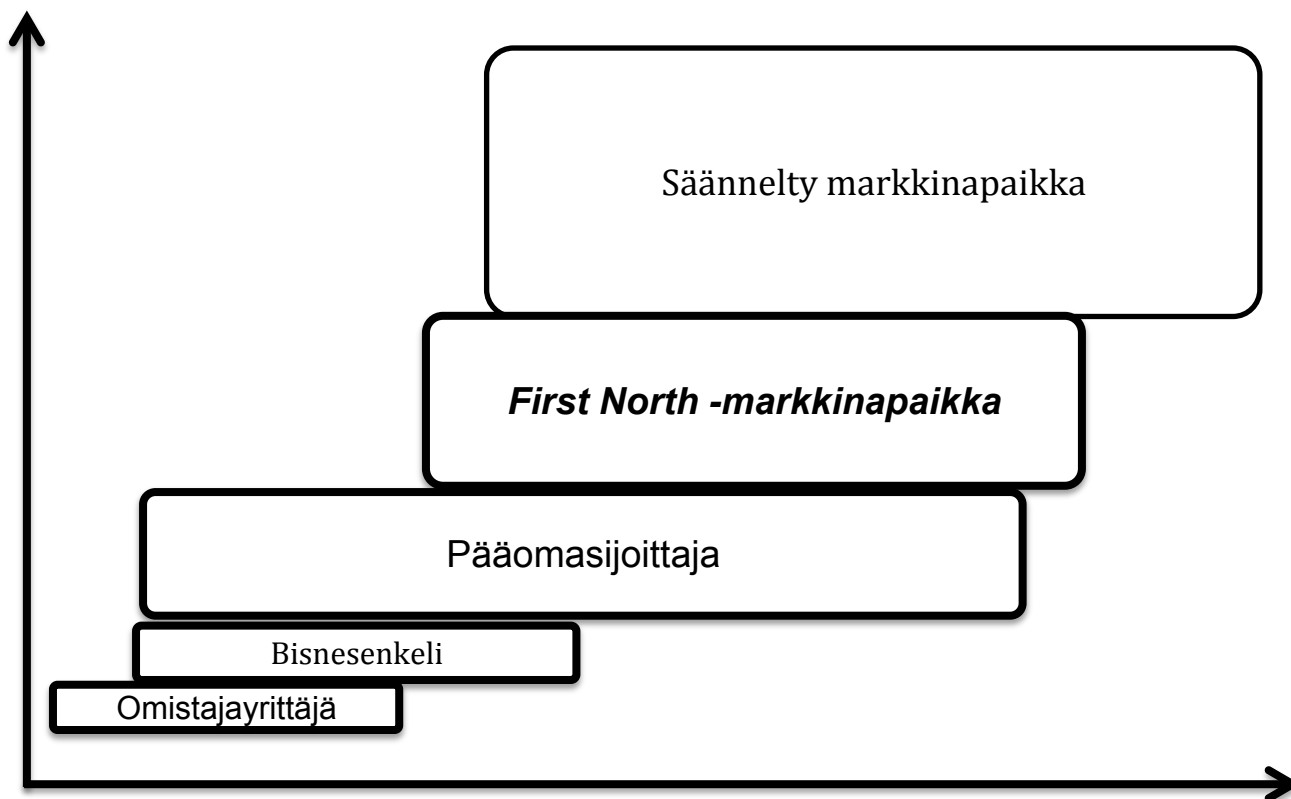 Säännelty markkinapaikka
First North -markkinapaikka
Pääomasijoittaja
Bisnesenkeli
Omistajayrittäjä